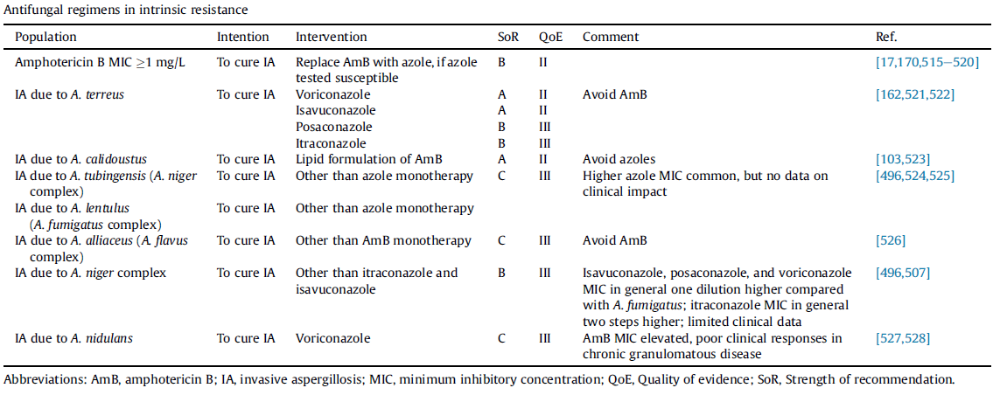 Antifungal regimens in intrinsic resistance
Population Intention Intervention SoR QoE Comment Ref.
Amphotericin B MIC ≥1 mg/L To cure IA Replace AmB with azole, if azole B II [17,170,515–520]
tested susceptible
IA due to A. terreus To cure IA Voriconazole A II Avoid AmB [162,521,522]
Isavuconazole A II
Posaconazole B III
Itraconazole B III
IA due to A. calidoustus To cure IA Lipid formulation of AmB A II Avoid azoles [103,523]
IA due to A. tubingensis (A. niger To cure IA Other than azole monotherapy C III Higher azole MIC common, but no data on [496,524,525]
complex) clinical impact
IA due to A. lentulus To cure IA Other than azole monotherapy
(A. fumigatus complex)
IA due to A. alliaceus (A. flavus To cure IA Other than AmB monotherapy C III Avoid AmB [526]
complex)
IA due to A. niger complex To cure IA Other than itraconazole and B III Isavuconazole, posaconazole, and voriconazole [496,507]
isavuconazole MIC in general one dilution higher compared
with A. fumigatus; itraconazole MIC in general
two steps higher; limited clinical data
IA due to A. nidulans To cure IA Voriconazole C III AmB MIC elevated, poor clinical responses in [527,528]
chronic granulomatous disease
Abbreviations: AmB, amphotericin B; IA, invasive aspergillosis; MIC, minimum inhibitory concentration; QoE, Quality of evidence; SoR, Strength of recommendation.